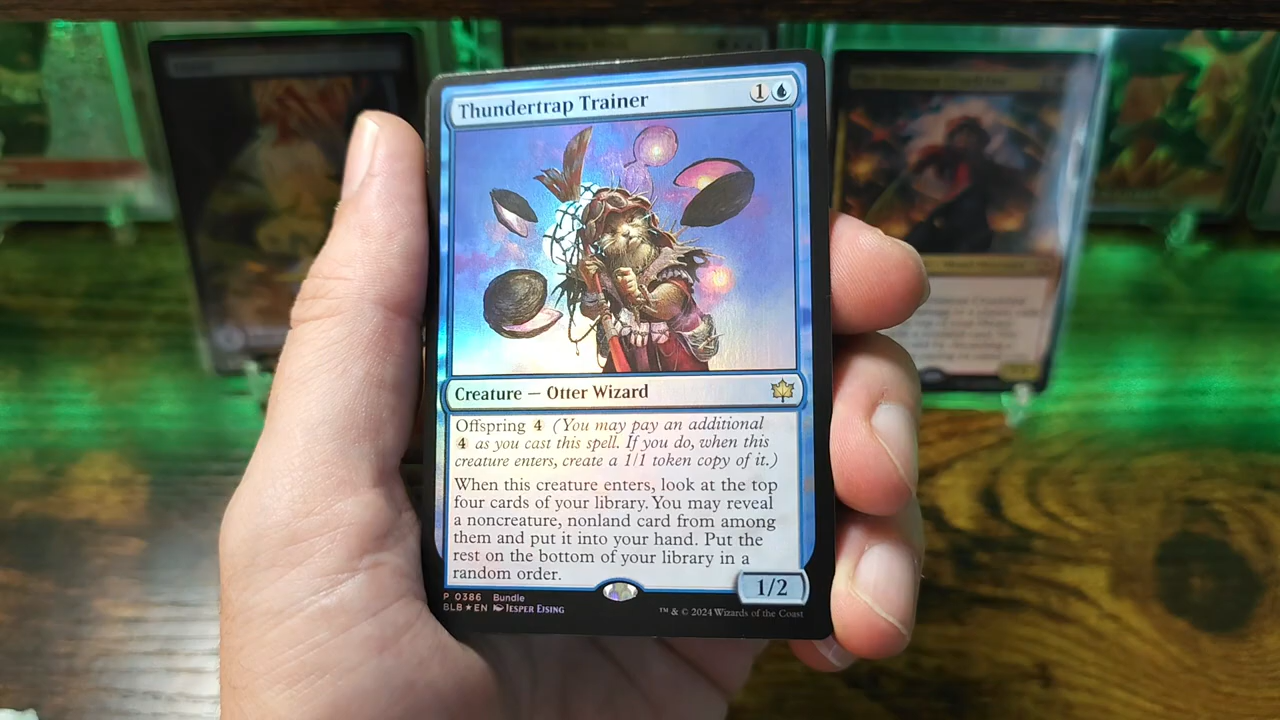 Thundertrap Trainer 1
Creature — Otter Wizard
Offspring 4 (You may pay an additional
4 as you cast this spell. If you do, when this
creature enters, create a 1/1 token copy of it.)
When this creature enters, look at the top
four cards of your library. You may reveal
a noncreature, nonland card from among
them and put it into your hand. Put the
rest on the bottom of your library in a
random order.
1/2
P 0386 Bundle
BLB ★ EN Jesper Eising
™ & © 2024 Wizards of the Coast